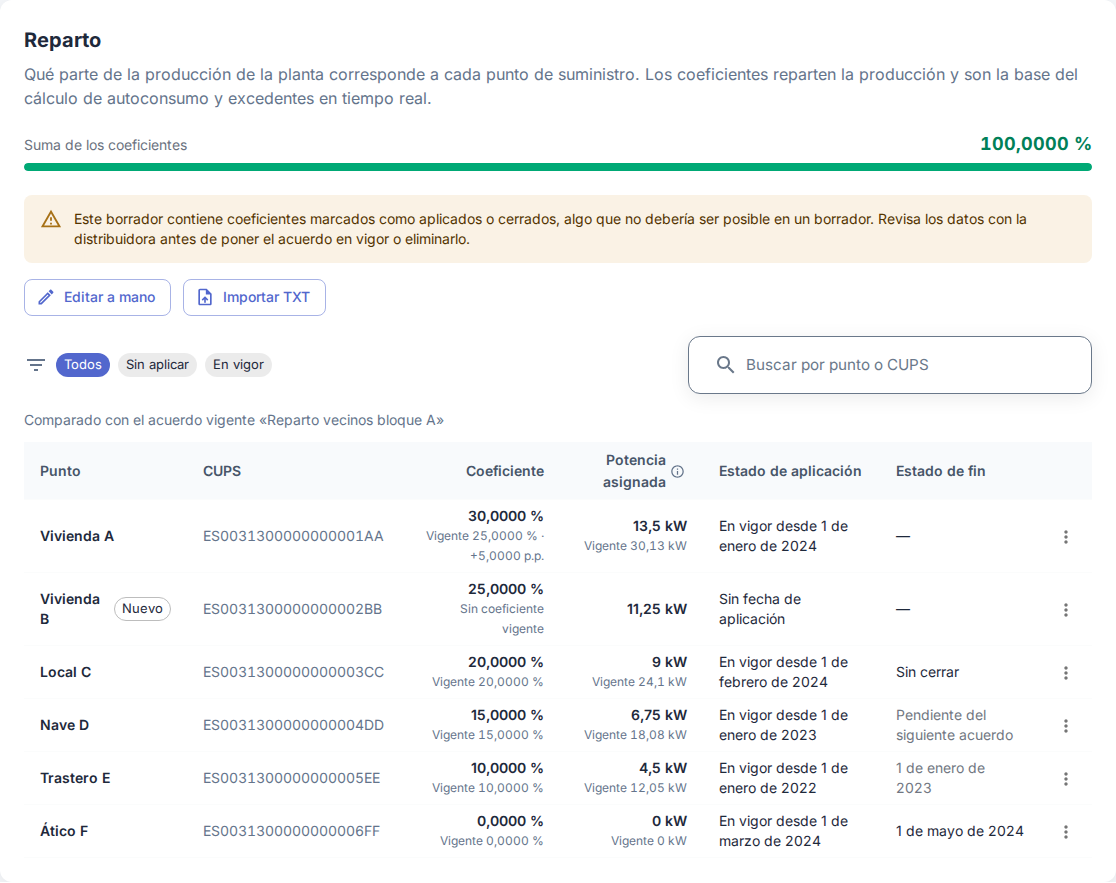 Reparto
Qué parte de la producción de la planta corresponde a cada punto de suministro. Los coeficientes reparten la producción y son la base del
cálculo de autoconsumo y excedentes en tiempo real.
Suma de los coeficientes
100,0000 %
Este borrador contiene coeficientes marcados como aplicados o cerrados, algo que no debería ser posible en un borrador. Revisa los datos con la
distribuidora antes de poner el acuerdo en vigor o eliminarlo.
Editar a mano
Importar TXT
Todos
Sin aplicar
En vigor
Buscar por punto o CUPS
Comparado con el acuerdo vigente «Reparto vecinos bloque A»
Punto
CUPS
Coeficiente
Potencia
asignada
Estado de aplicación
Estado de fin
Vivienda A
ES0031300000000001AA
30,0000 %
Vigente 25,0000 % ·
+5,0000 p.p.
13,5 kW
Vigente 30,13 kW
En vigor desde 1 de
enero de 2024
—
Vivienda
B
Nuevo
ES0031300000000002BB
25,0000 %
Sin coeficiente
vigente
11,25 kW
Sin fecha de
aplicación
—
Local C
ES0031300000000003CC
20,0000 %
Vigente 20,0000 %
9 kW
Vigente 24,1 kW
En vigor desde 1 de
febrero de 2024
Sin cerrar
Nave D
ES0031300000000004DD
15,0000 %
Vigente 15,0000 %
6,75 kW
Vigente 18,08 kW
En vigor desde 1 de
enero de 2023
Pendiente del
siguiente acuerdo
Trastero E
ES0031300000000005EE
10,0000 %
Vigente 10,0000 %
4,5 kW
Vigente 12,05 kW
En vigor desde 1 de
enero de 2022
1 de enero de
2023
Ático F
ES0031300000000006FF
0,0000 %
Vigente 0,0000 %
0 kW
Vigente 0 kW
En vigor desde 1 de
marzo de 2024
1 de mayo de 2024